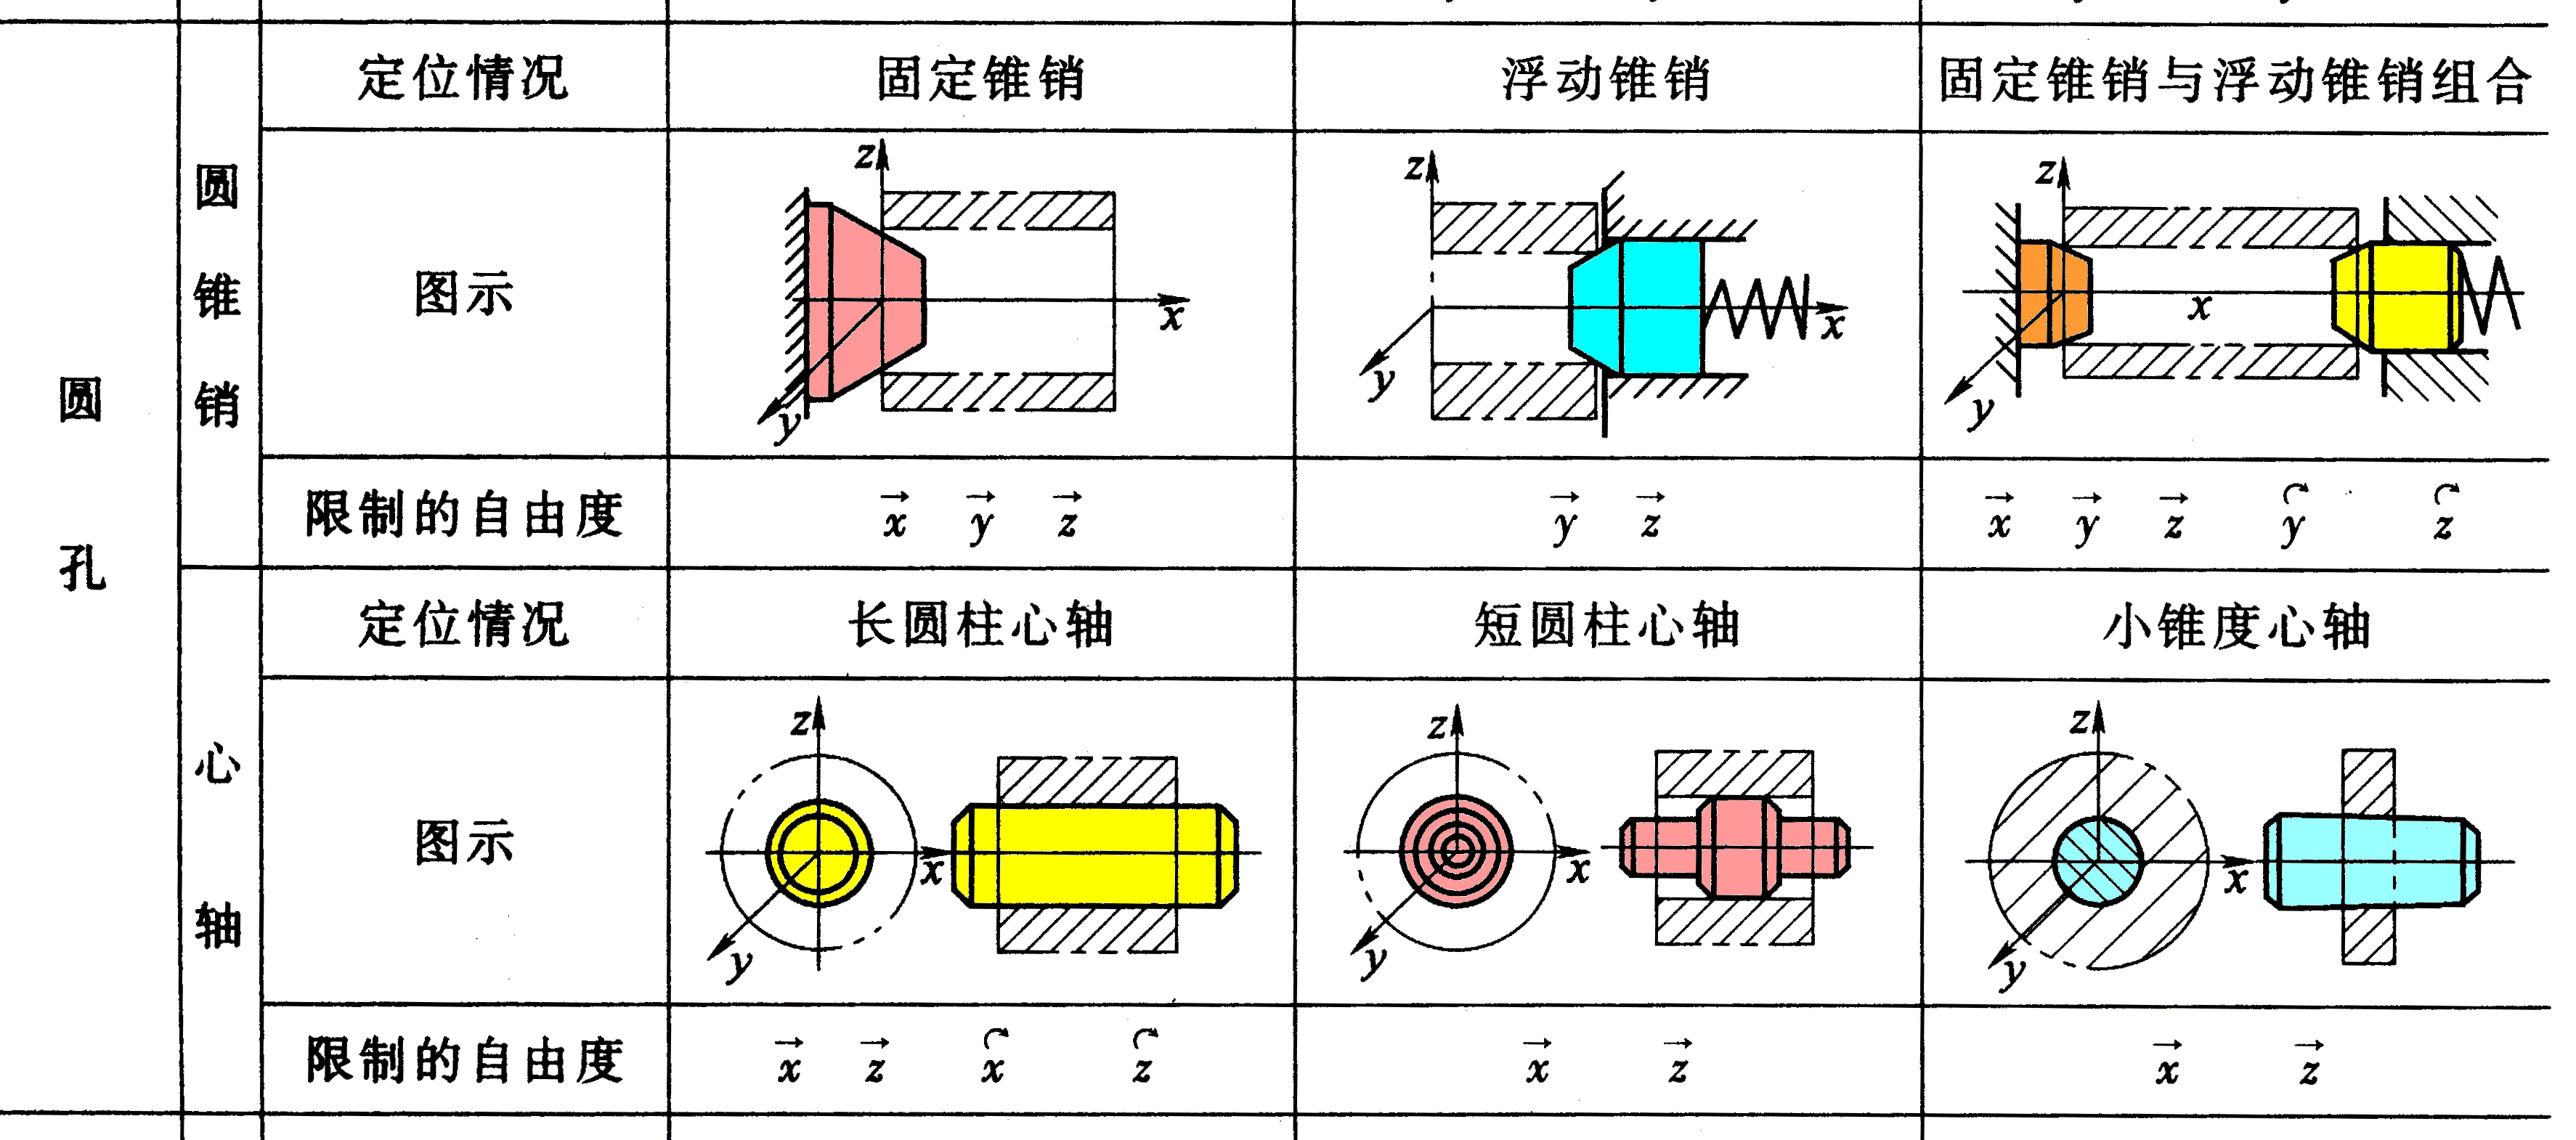 圆孔
圆锥销
定位情况 固定锥销 浮动锥销 固定锥销与浮动锥销组合
图示
z x y
z x y
z x y
限制的自由度 x⃗ y⃗ z⃗ y⃗ z⃗ x⃗ y⃗ z⃗ y↷ z↷
心轴
定位情况 长圆柱心轴 短圆柱心轴 小锥度心轴
图示
z x y
z x y
z x y
限制的自由度 x⃗ z⃗ x↷ z↷ x⃗ z⃗ x⃗ z⃗